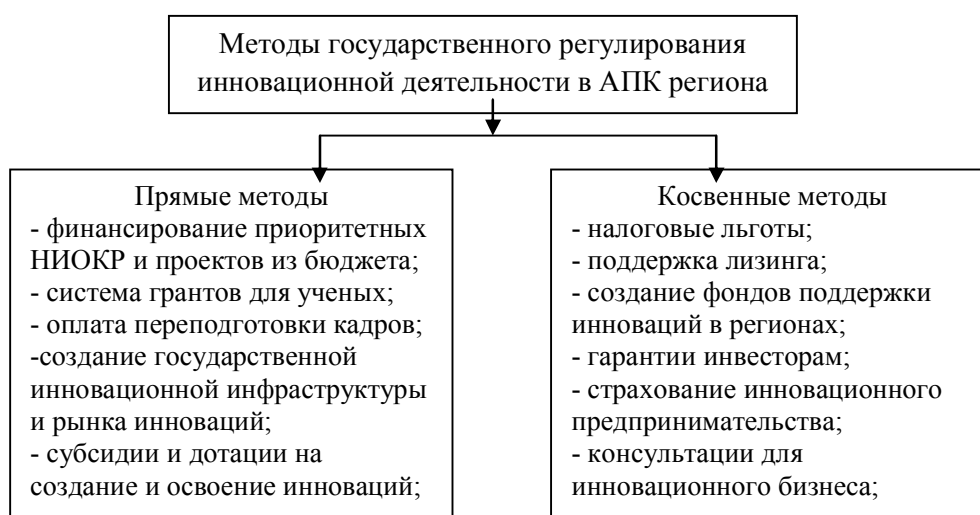 Методы государственного регулирования
инновационной деятельности в АПК региона
Прямые методы
- финансирование приоритетных
НИОКР и проектов из бюджета;
- система грантов для ученых;
- оплата переподготовки кадров;
-создание государственной
инновационной инфраструктуры
и рынка инноваций;
- субсидии и дотации на
создание и освоение инноваций;
Косвенные методы
- налоговые льготы;
- поддержка лизинга;
- создание фондов поддержки
инноваций в регионах;
- гарантии инвесторам;
- страхование инновационного
предпринимательства;
- консультации для
инновационного бизнеса;